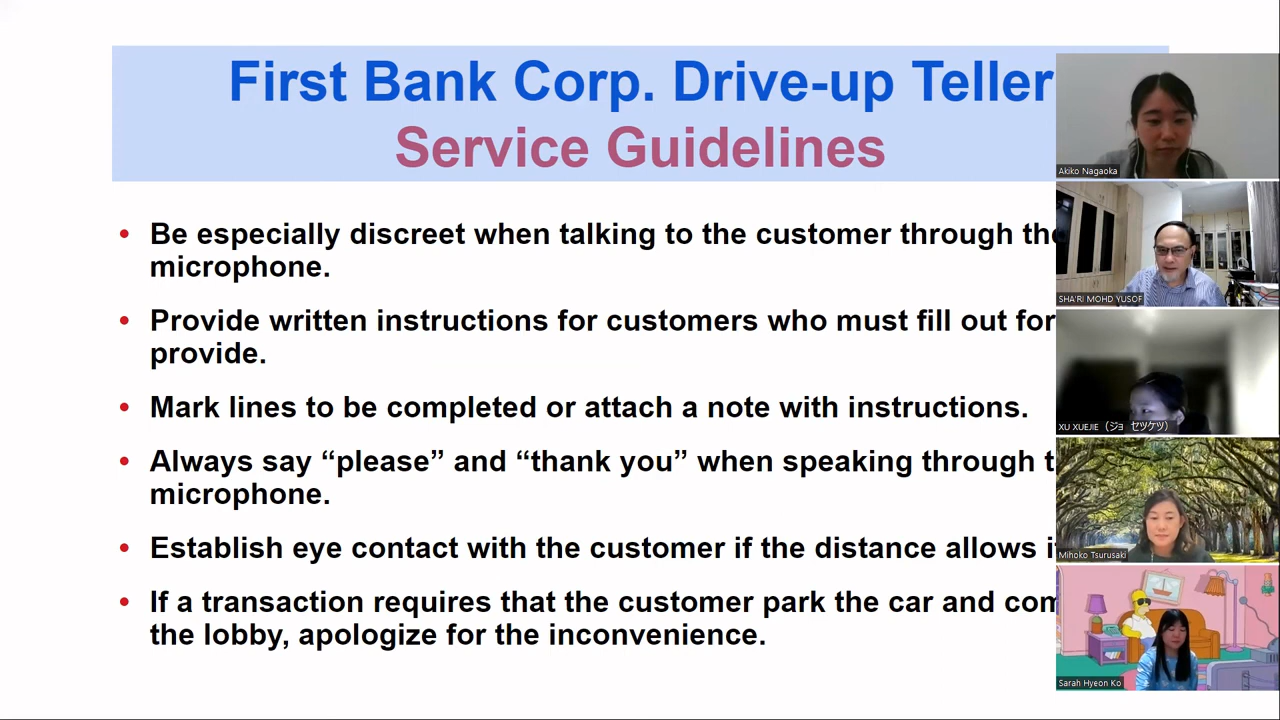 First Bank Corp. Drive-up Teller
Service Guidelines
• Be especially discreet when talking to the customer through the
microphone.
• Provide written instructions for customers who must fill out for
provide.
• Mark lines to be completed or attach a note with instructions.
• Always say “please” and “thank you” when speaking through t
microphone.
• Establish eye contact with the customer if the distance allows i
• If a transaction requires that the customer park the car and com
the lobby, apologize for the inconvenience.
Akiko Nagaoka
SHA'RI MOHD YUSOF
XU XUEJIE (ジョ セツケツ)
Mihoko Tsurusaki
Sarah Hyeon Ko